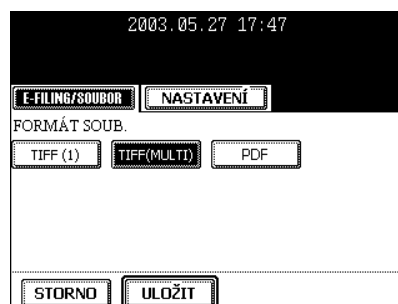 2003.05.27 17:47
E-FILING/SOUBOR NASTAVENÍ
FORMÁT SOUB.
TIFF (1) TIFF(MULTI) PDF
STORNO ULOŽIT